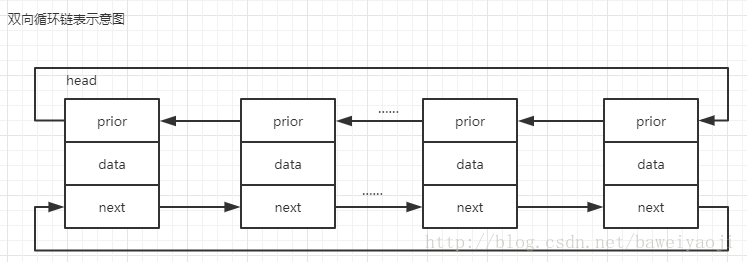 双向循环链表示意图
head
......
prior prior prior prior
data data data data
......
next next next next
http://blog.csdn.net/baweiyaoji